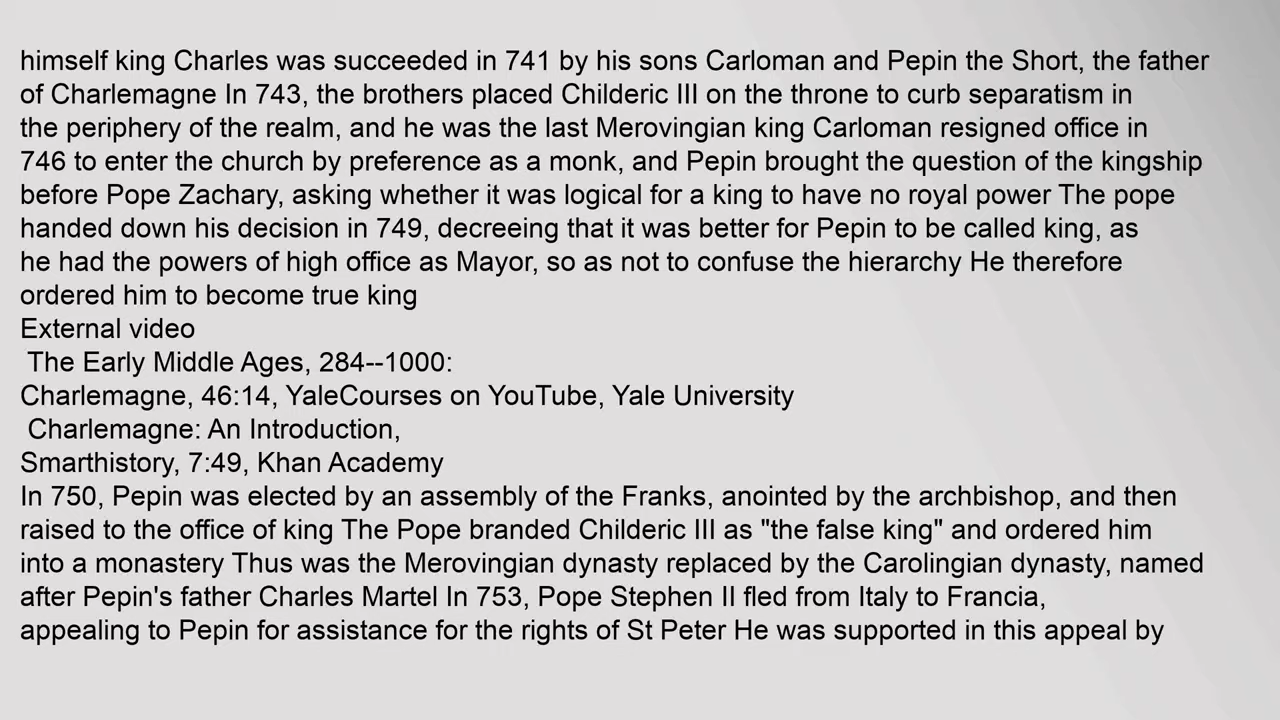 himself king Charles was succeeded in 741 by his sons Carloman and Pepin the Short, the father
of Charlemagne In 743, the brothers placed Childeric III on the throne to curb separatism in
the periphery of the realm, and he was the last Merovingian king Carloman resigned office in
746 to enter the church by preference as a monk, and Pepin brought the question of the kingship
before Pope Zachary, asking whether it was logical for a king to have no royal power The pope
handed down his decision in 749, decreeing that it was better for Pepin to be called king, as
he had the powers of high office as Mayor, so as not to confuse the hierarchy He therefore
ordered him to become true king
External video
The Early Middle Ages, 284--1000:
Charlemagne, 46:14, YaleCourses on YouTube, Yale University
Charlemagne: An Introduction,
Smarthistory, 7:49, Khan Academy
In 750, Pepin was elected by an assembly of the Franks, anointed by the archbishop, and then
raised to the office of king The Pope branded Childeric III as "the false king" and ordered him
into a monastery Thus was the Merovingian dynasty replaced by the Carolingian dynasty, named
after Pepin's father Charles Martel In 753, Pope Stephen II fled from Italy to Francia,
appealing to Pepin for assistance for the rights of St Peter He was supported in this appeal by